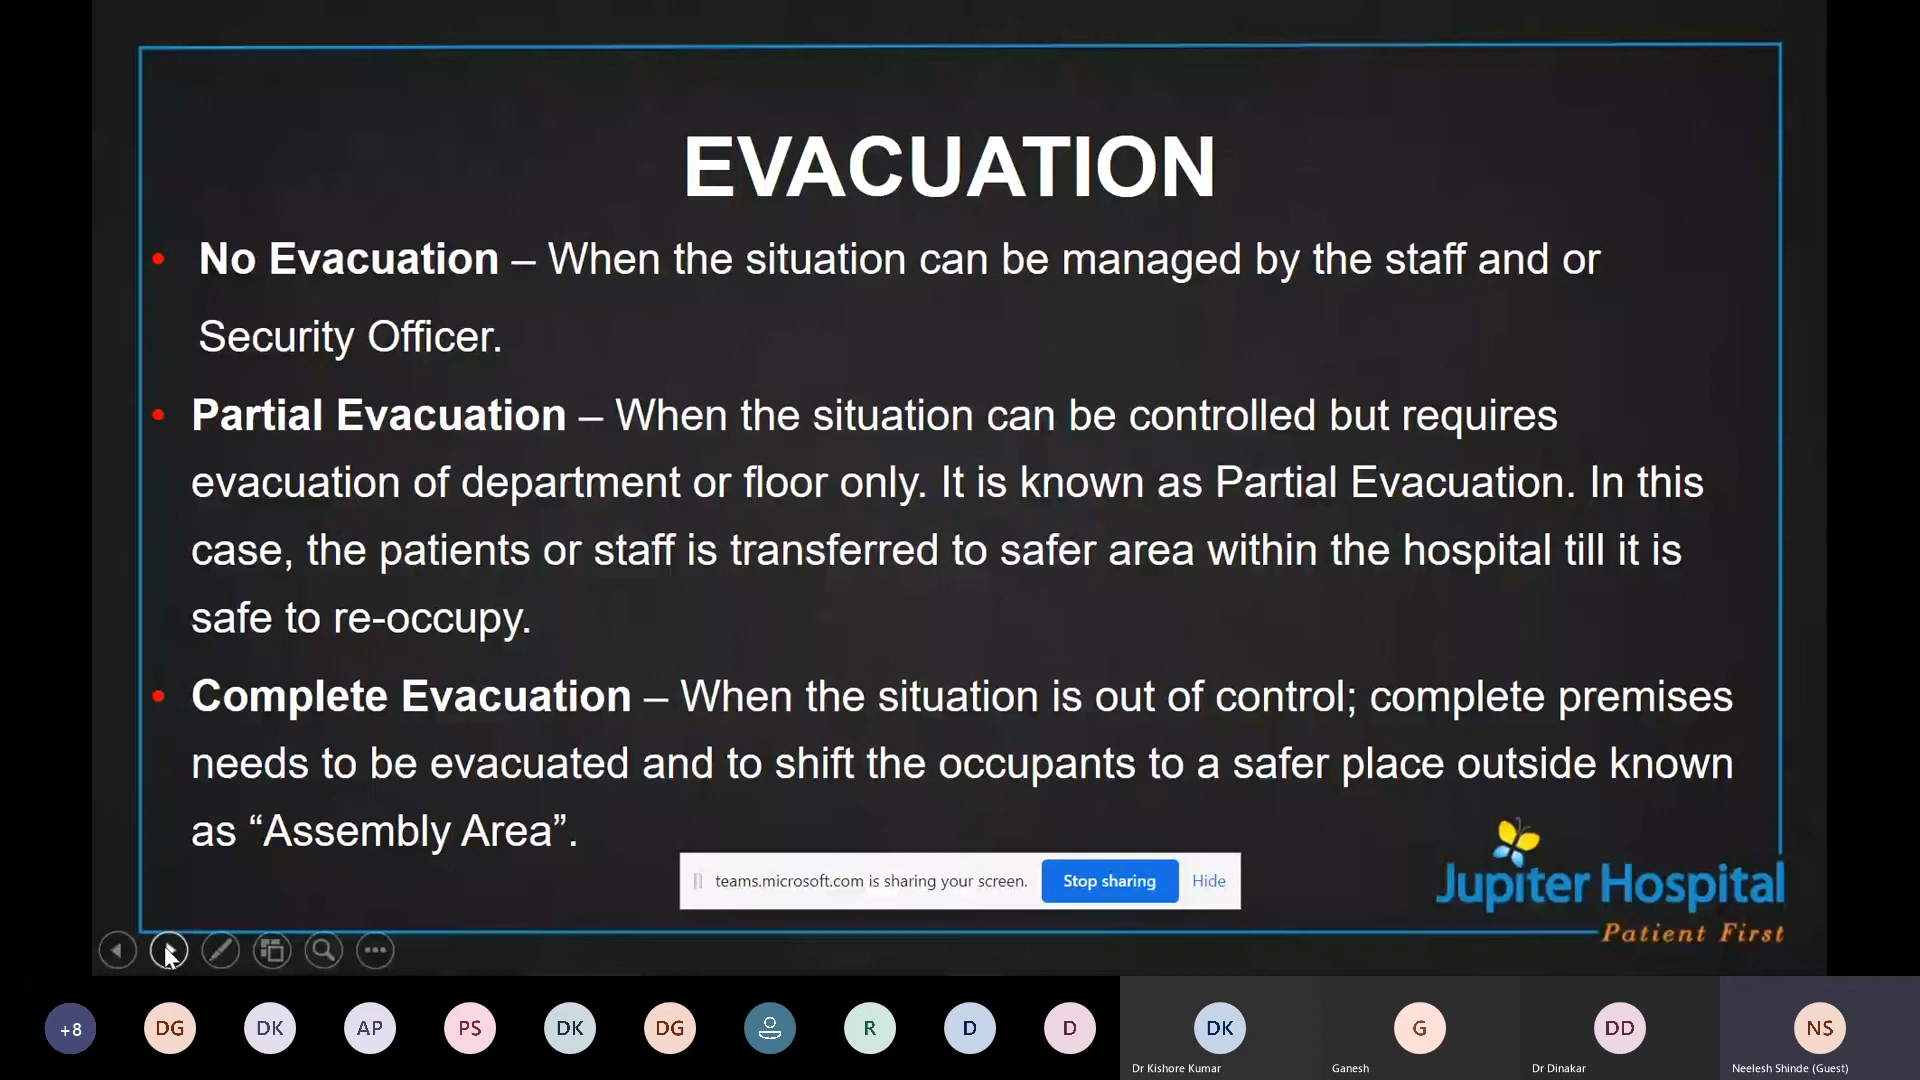 EVACUATION
• No Evacuation – When the situation can be managed by the staff and or
Security Officer.
• Partial Evacuation – When the situation can be controlled but requires
evacuation of department or floor only. It is known as Partial Evacuation. In this
case, the patients or staff is transferred to safer area within the hospital till it is
safe to re-occupy.
• Complete Evacuation – When the situation is out of control; complete premises
needs to be evacuated and to shift the occupants to a safer place outside known
as “Assembly Area”.
teams.microsoft.com is sharing your screen. Stop sharing Hide
Jupiter Hospital
Patient First
+8 DG DK AP PS DK DG R D D DK G DD NS
Dr Kishore Kumar Ganesh Dr Dinakar Neelesh Shinde (Guest)